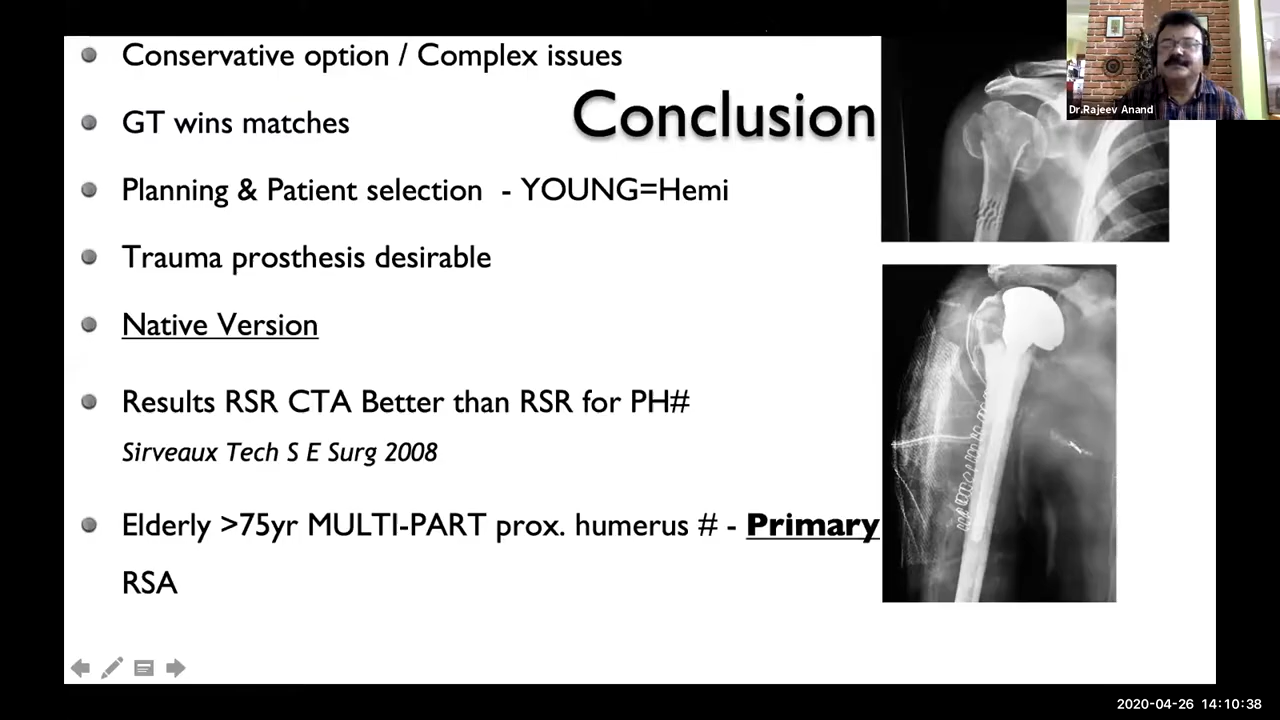 Conservative option / Complex issues
Conclusion
GT wins matches
Planning & Patient selection - YOUNG=Hemi
Trauma prosthesis desirable
Native Version
Results RSR CTA Better than RSR for PH#
Sirveaux Tech S E Surg 2008
Elderly >75yr MULTI-PART prox. humerus # - Primary
RSA
Dr.Rajeev Anand
2020-04-26 14:10:38